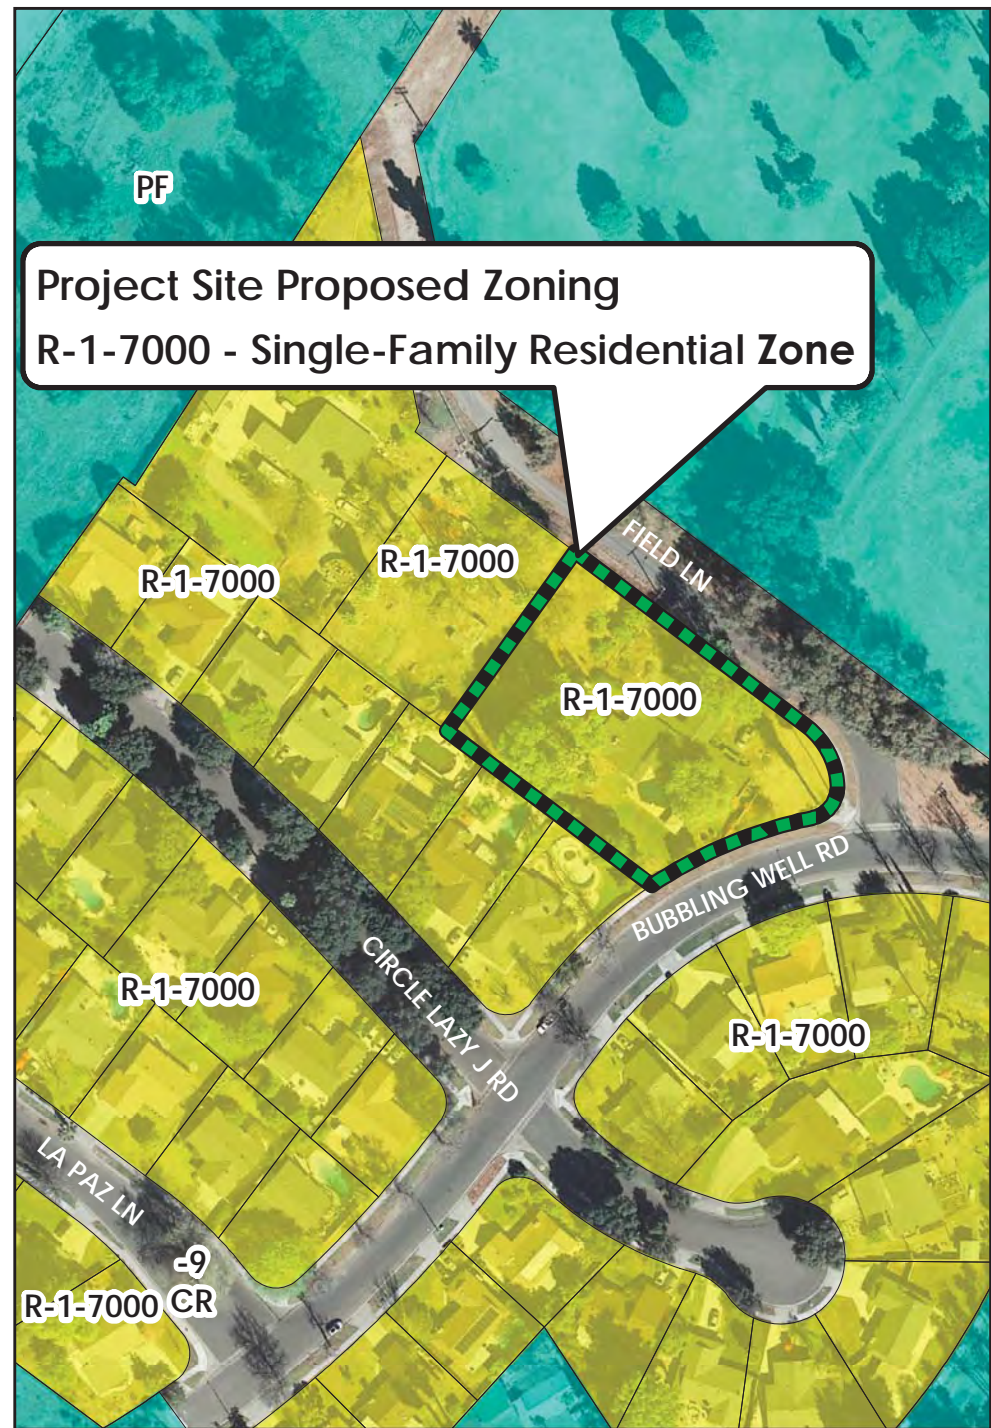 PF
Project Site Proposed Zoning
R-1-7000 - Single-Family Residential Zone
FIELD LN
R-1-7000
R-1-7000
R-1-7000
BUBBLING WELL RD
CIRCLE LAZY J RD
R-1-7000
R-1-7000
LA PAZ LN
-9
R-1-7000 CR